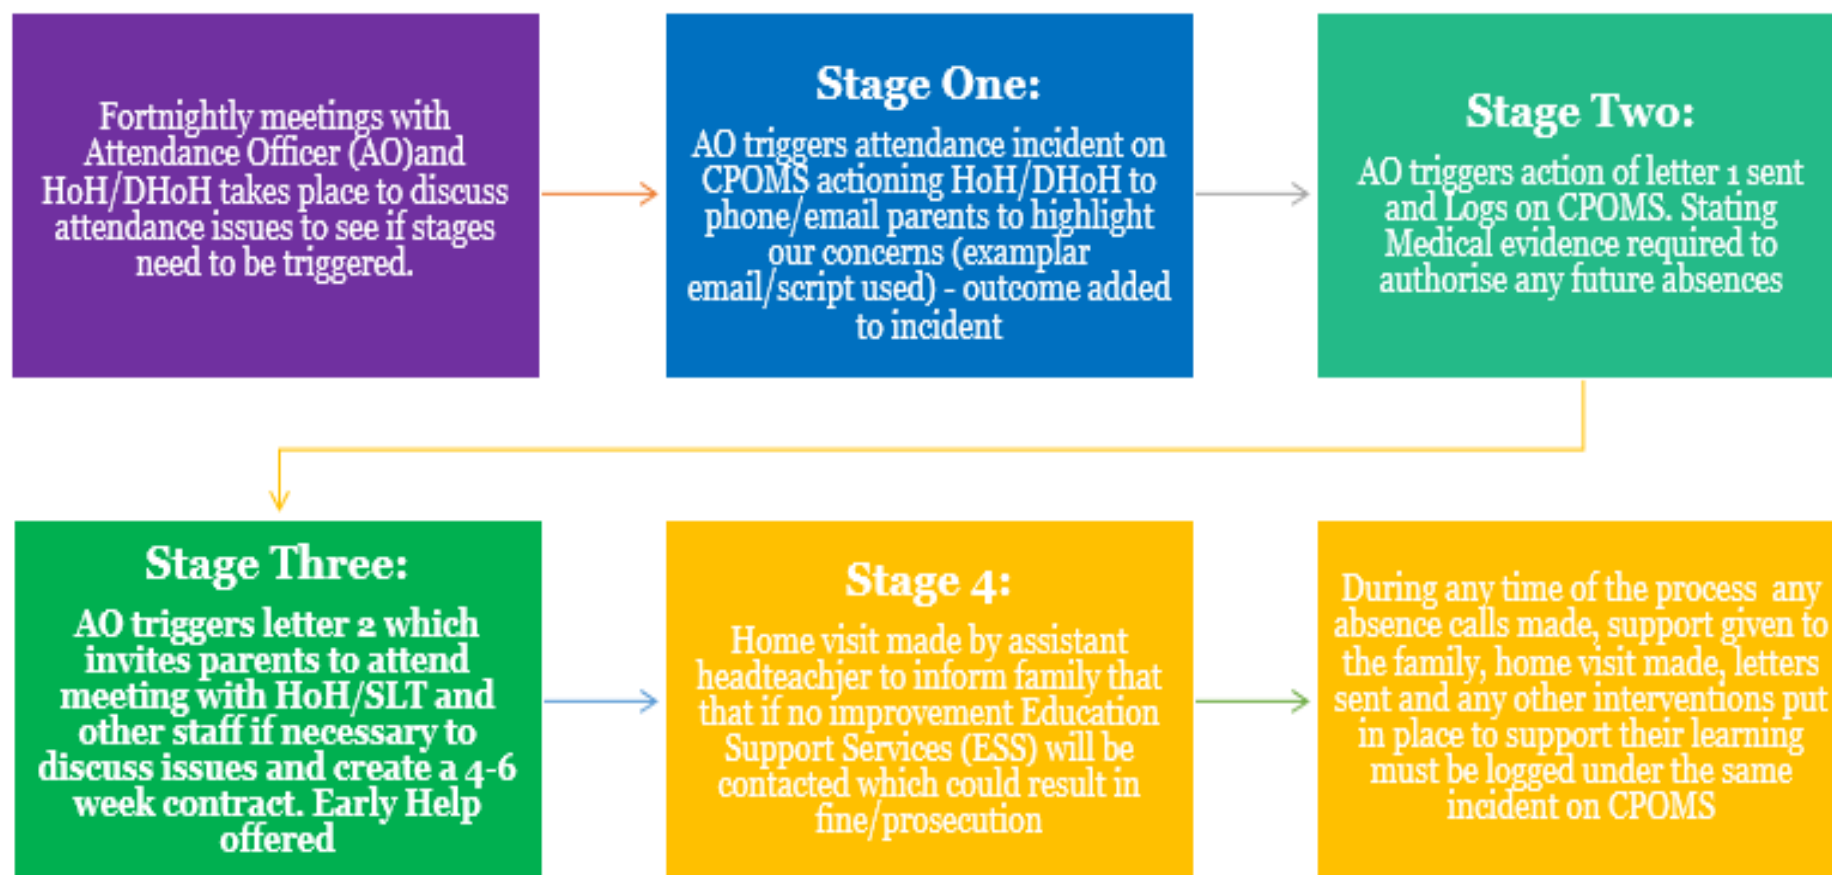 Fortnightly meetings with
Attendance Officer (AO)and
HoH/DHoH takes place to discuss
attendance issues to see if stages
need to be triggered.
Stage One:
AO triggers attendance incident on
CPOMS actioning HoH/DHoH to
phone/email parents to highlight
our concerns (examplar
email/script used) - outcome added
to incident
Stage Two:
AO triggers action of letter 1 sent
and Logs on CPOMS. Stating
Medical evidence required to
authorise any future absences
Stage Three:
AO triggers letter 2 which
invites parents to attend
meeting with HoH/SLT and
other staff if necessary to
discuss issues and create a 4-6
week contract. Early Help
offered
Stage 4:
Home visit made by assistant
headteachjer to inform family that
that if no improvement Education
Support Services (ESS) will be
contacted which could result in
fine/prosecution
During any time of the process any
absence calls made, support given to
the family, home visit made, letters
sent and any other interventions put
in place to support their learning
must be logged under the same
incident on CPOMS